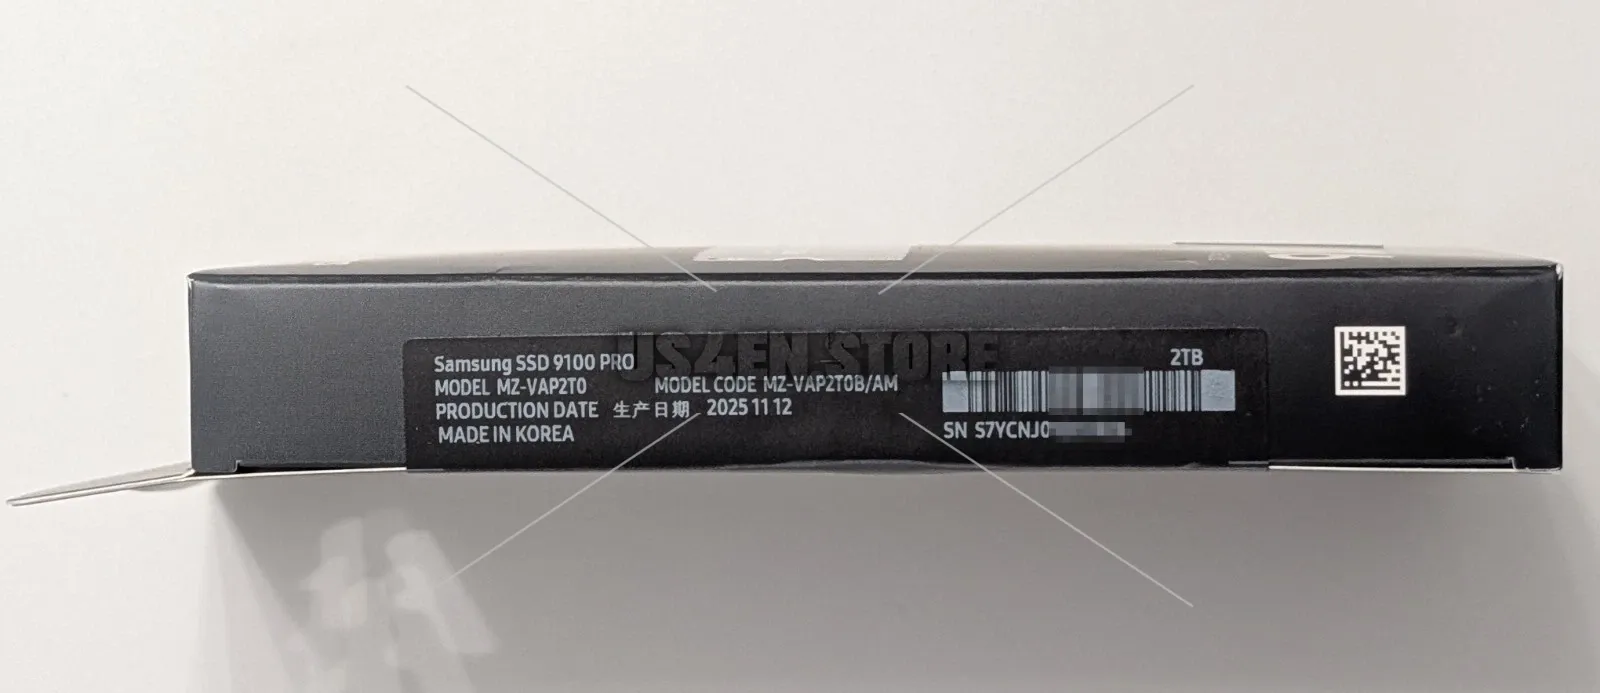 US4EN STORE
Samsung SSD 9100 PRO
2TB
MODEL MZ-VAP2T0 MODEL CODE MZ-VAP2T0B/AM
PRODUCTION DATE 生产日期 2025 11 12
MADE IN KOREA
SN S7YCNJ0